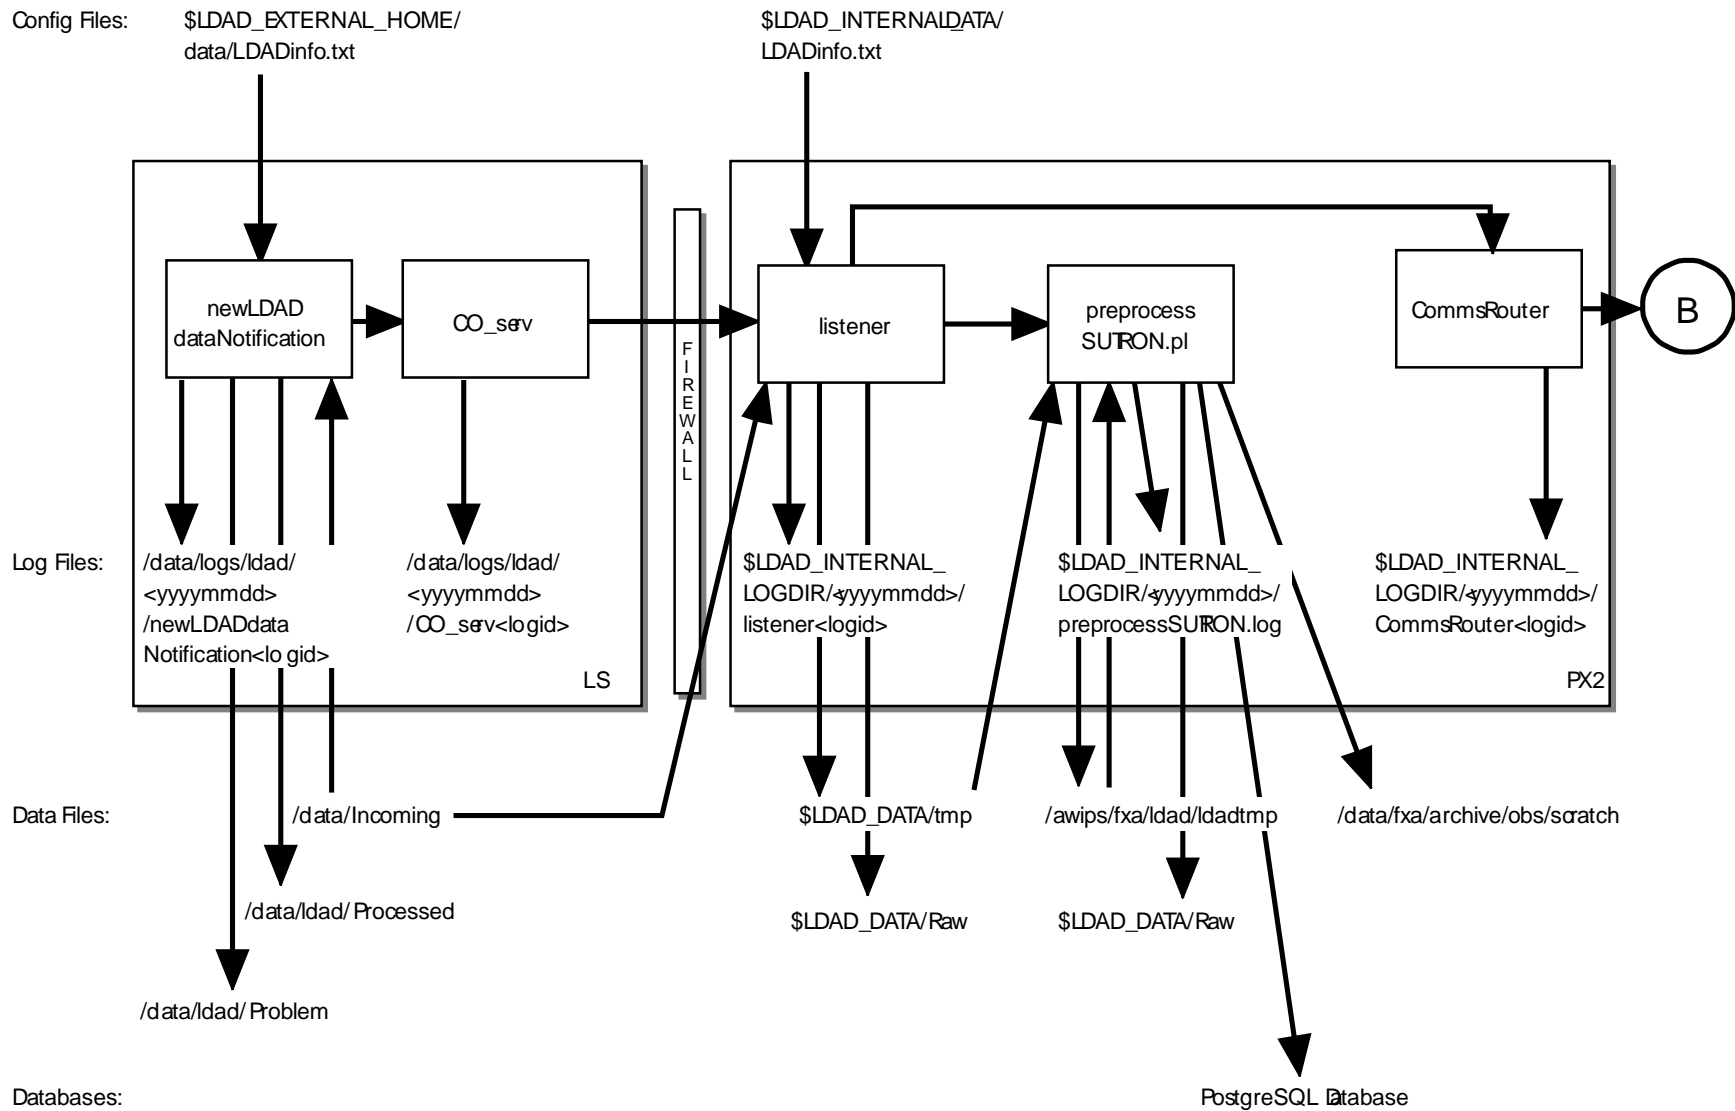 Config Files:
$LDAD_EXTERNAL_HOME/
data/LDADinfo.txt
$LDAD_INTERNALDATA/
LDADinfo.txt
newLDAD
dataNotification
CO_serv
FIREWALL
listener
preprocess
SUTRON.pl
CommsRouter
B
Log Files:
/data/logs/ldad/
<yyyymmdd>
/newLDADdata
Notification<logid>
/data/logs/ldad/
<yyyymmdd>
/CO_serv<logid>
$LDAD_INTERNAL_
LOGDIR/<yyyymmdd>/
listener<logid>
$LDAD_INTERNAL_
LOGDIR/<yyyymmdd>/
preprocessSUTRON.log
$LDAD_INTERNAL_
LOGDIR/<yyyymmdd>/
CommsRouter<logid>
LS
PX2
Data Files:
/data/Incoming
$LDAD_DATA/tmp
/awips/fxa/ldad/ldadtmp
/data/fxa/archive/obs/scratch
/data/ldad/Processed
$LDAD_DATA/Raw
$LDAD_DATA/Raw
/data/ldad/Problem
Databases:
PostgreSQL Database